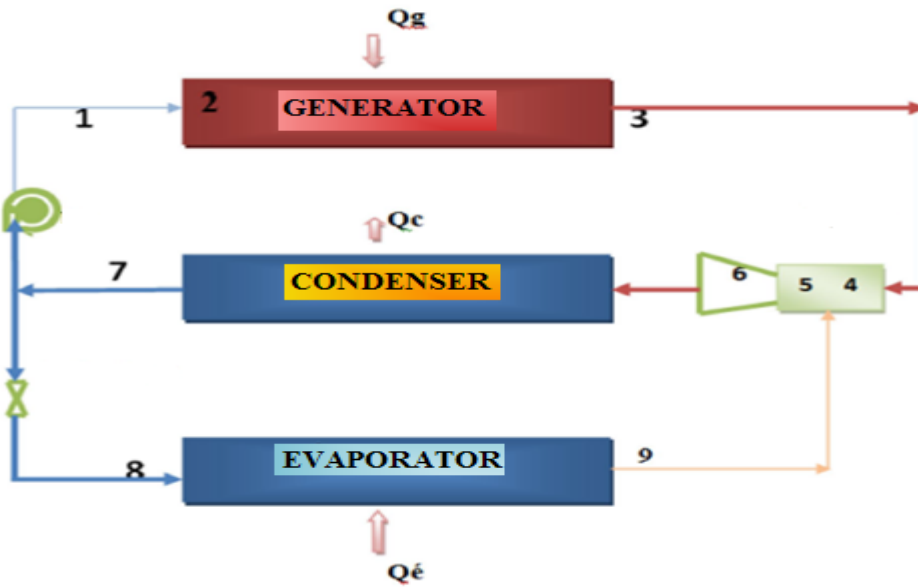 Qg
2
GENERATOR
1
3
Qc
7
CONDENSER
6
5
4
8
EVAPORATOR
9
Qé